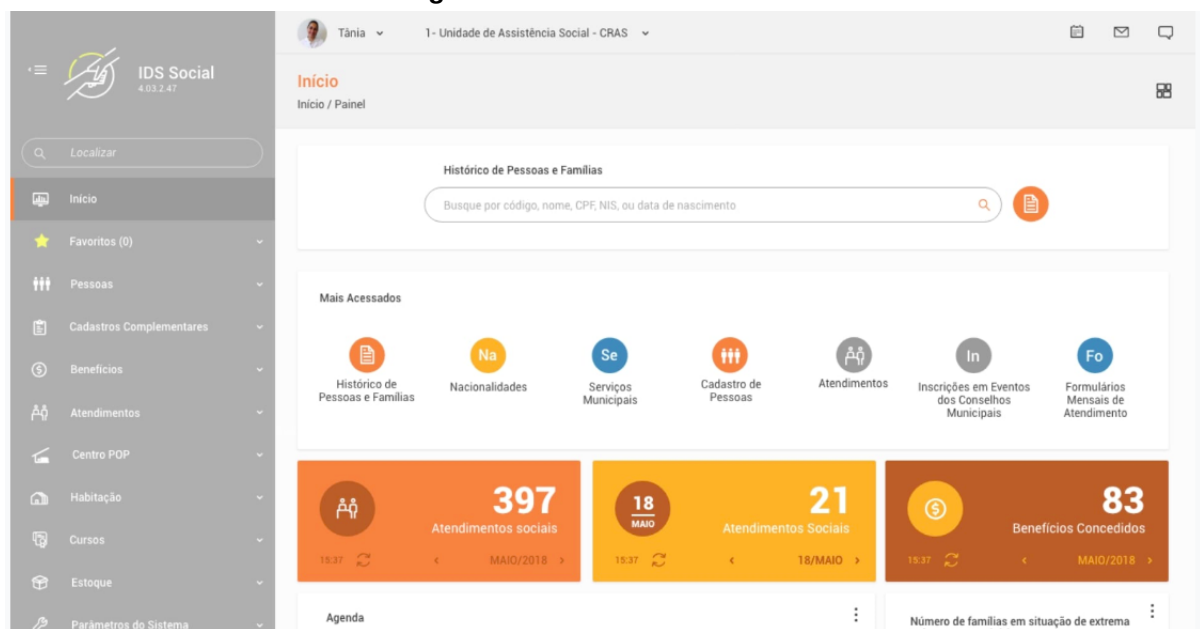 Tânia
1- Unidade de Assistência Social - CRAS
IDS Social
4.03.2.47
Localizar
Início
Favoritos (0)
Pessoas
Cadastros Complementares
Benefícios
Atendimentos
Centro POP
Habitação
Cursos
Estoque
Parâmetros do Sistema
Início
Início / Painel
Histórico de Pessoas e Famílias
Busque por código, nome, CPF, NIS, ou data de nascimento
Mais Acessados
Histórico de
Pessoas e Famílias
Na
Nacionalidades
Se
Serviços
Municipais
Cadastro de
Pessoas
Atendimentos
In
Inscrições em Eventos
dos Conselhos
Municipais
Fo
Formulários
Mensais de
Atendimento
397
Atendimentos sociais
15:37
MAIO/2018
18
MAIO
21
Atendimentos Sociais
15:37
18/MAIO
83
Benefícios Concedidos
15:37
MAIO/2018
Agenda
Número de famílias em situação de extrema